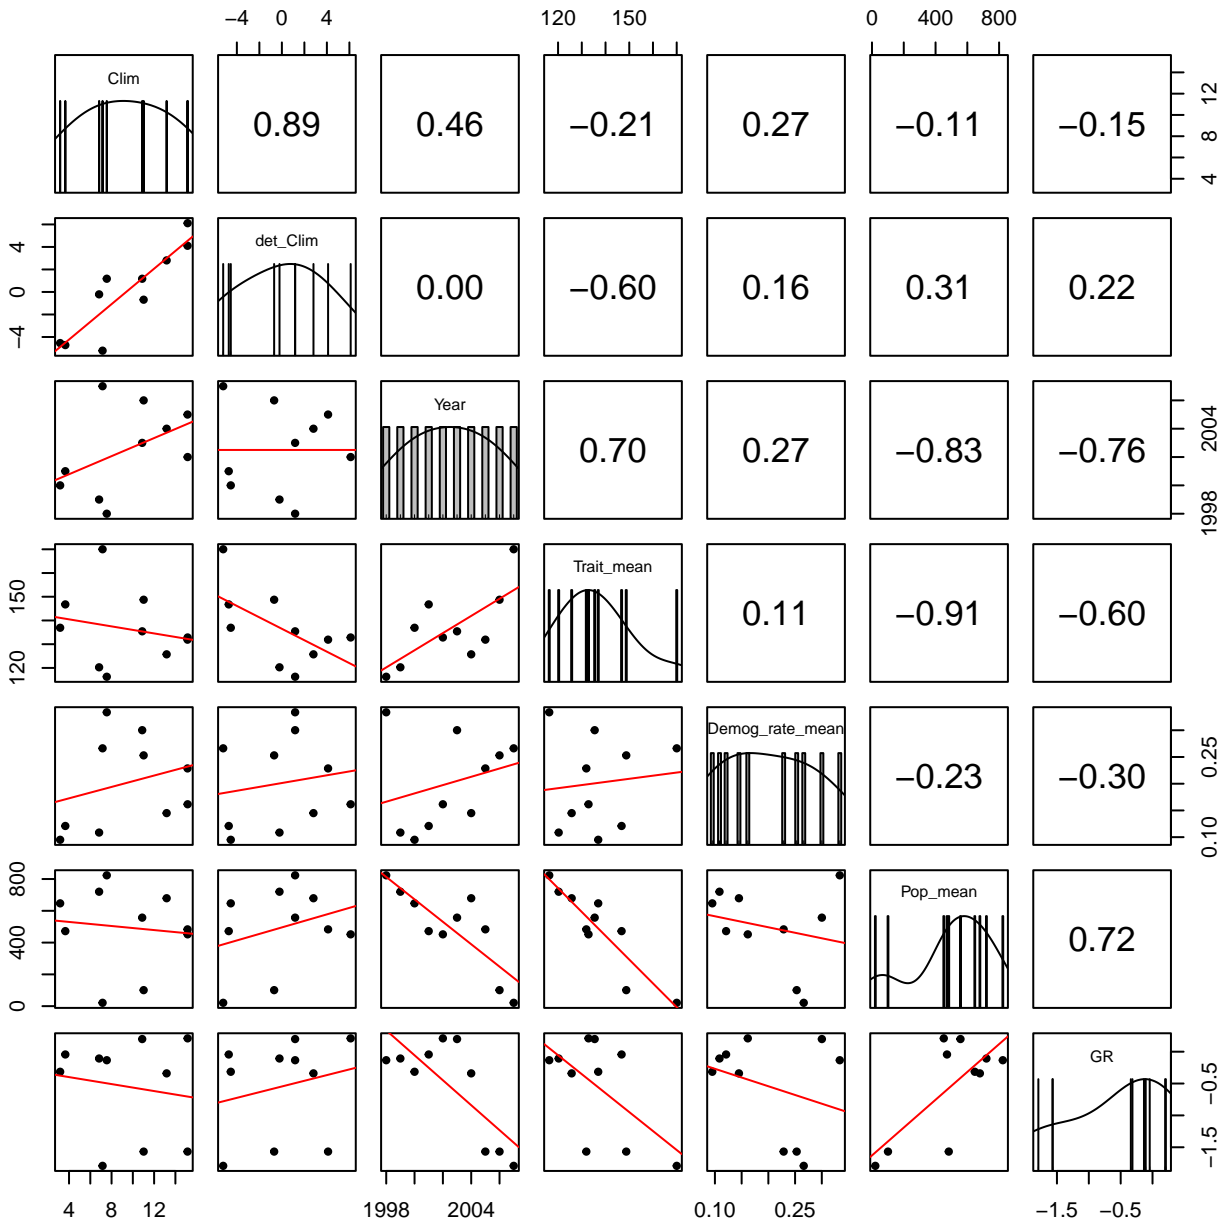 −4 0 4 120 150 0 400 800
Clim 0.89 0.46 −0.21 0.27 −0.11 −0.15 4 8 12
−4 0 4 det_Clim 0.00 −0.60 0.16 0.31 0.22
Year 0.70 0.27 −0.83 −0.76 1998 2004
120 150 Trait_mean 0.11 −0.91 −0.60
Demog_rate_mean −0.23 −0.30 0.10 0.25
0 400 800 Pop_mean 0.72
GR −1.5 −0.5
4 8 12 1998 2004 0.10 0.25 −1.5 −0.5